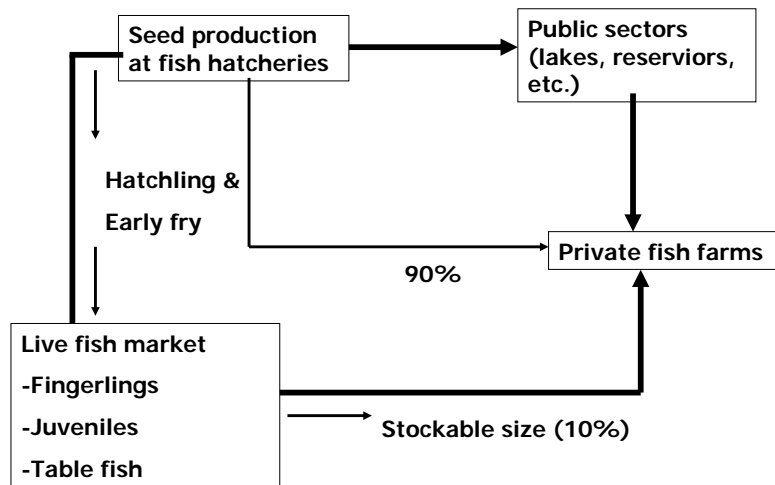 Seed production
at fish hatcheries
Public sectors
(lakes, reserviors,
etc.)
Hatchling &
Early fry
Private fish farms
90%
Live fish market
-Fingerlings
-Juveniles
-Table fish
Stockable size (10%)